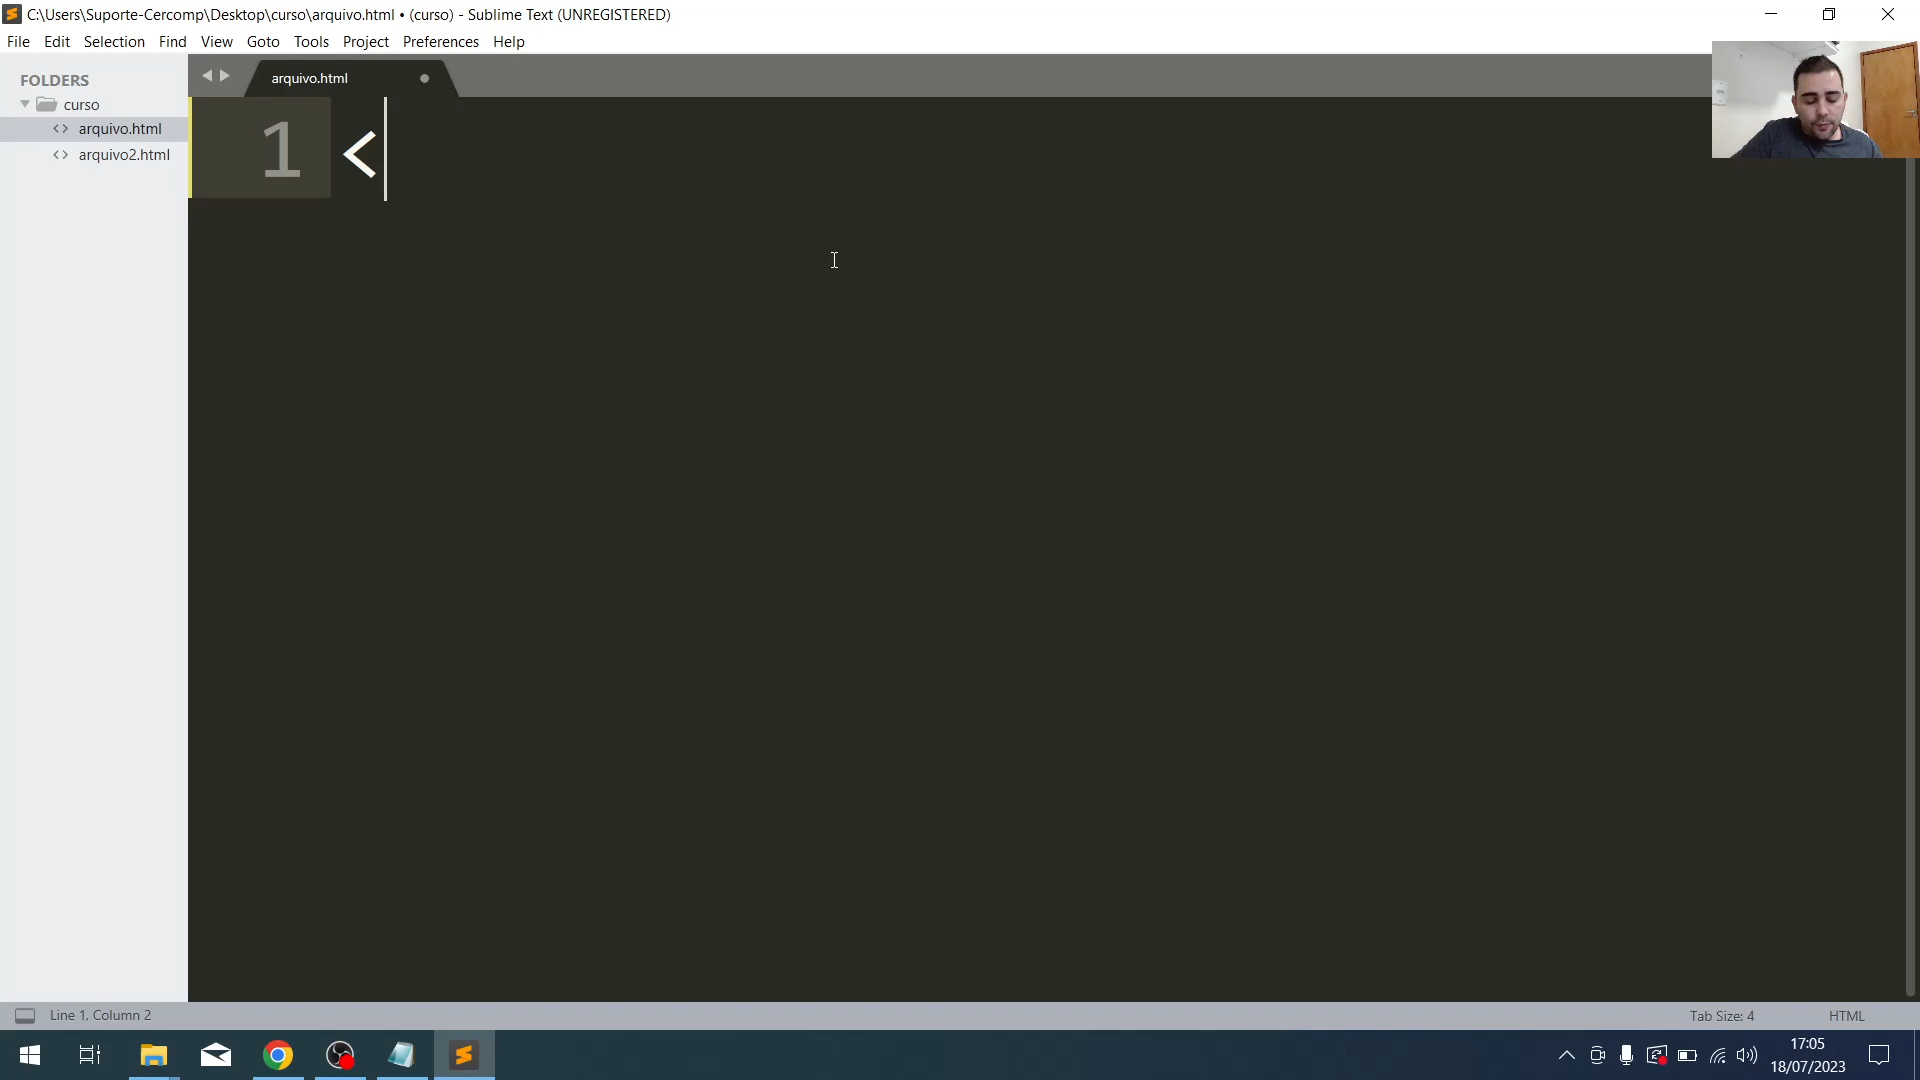 C:\Users\Suporte-Cercomp\Desktop\curso\arquivo.html • (curso) - Sublime Text (UNREGISTERED)
File Edit Selection Find View Goto Tools Project Preferences Help
FOLDERS
curso
arquivo.html
arquivo2.html
arquivo.html
1 <
Line 1, Column 2
Tab Size: 4
HTML
17:05
18/07/2023